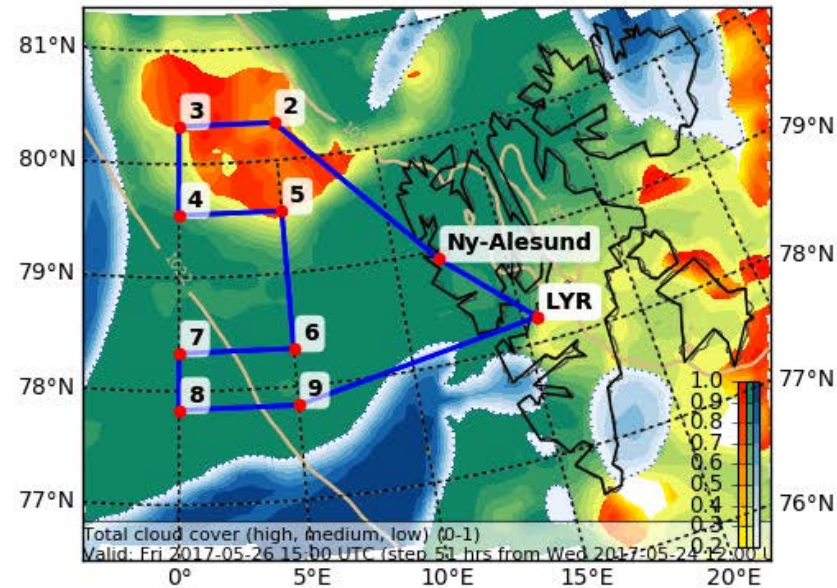 81°N
80°N
79°N
78°N
77°N
3
2
4
5
Ny-Alesund
LYR
7
6
8
9
79°N
78°N
77°N
76°N
1.0
0.9
0.8
0.7
0.6
0.5
0.4
0.3
0.2
Total cloud cover (high, medium, low) (0-1)
Valid: Fri 2017-05-26 15:00 UTC (step 51 hrs from Wed 2017-05-24 12:00 U
0° 5°E 10°E 15°E 20°E